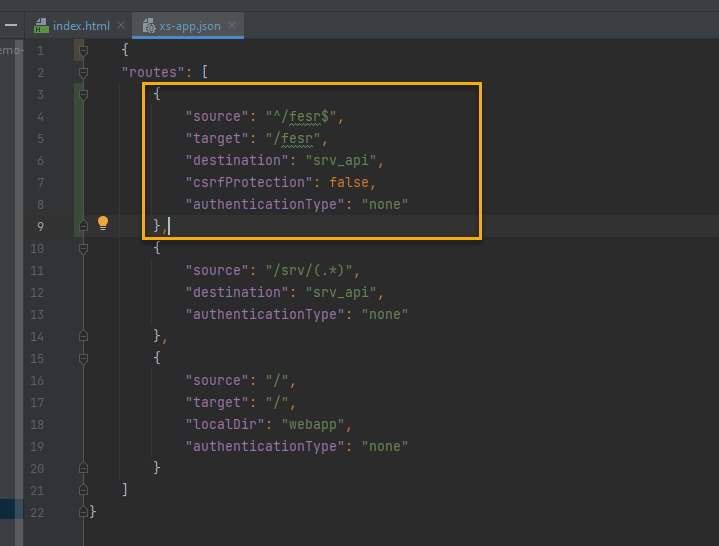 index.html
xs-app.json
emo-
1 {
2 "routes": [
3 {
4 "source": "^/fesr$",
5 "target": "/fesr",
6 "destination": "srv_api",
7 "csrfProtection": false,
8 "authenticationType": "none"
9 },
10 {
11 "source": "/srv/(.*)",
12 "destination": "srv_api",
13 "authenticationType": "none"
14 },
15 {
16 "source": "/",
17 "target": "/",
18 "localDir": "webapp",
19 "authenticationType": "none"
20 }
21 ]
22 }